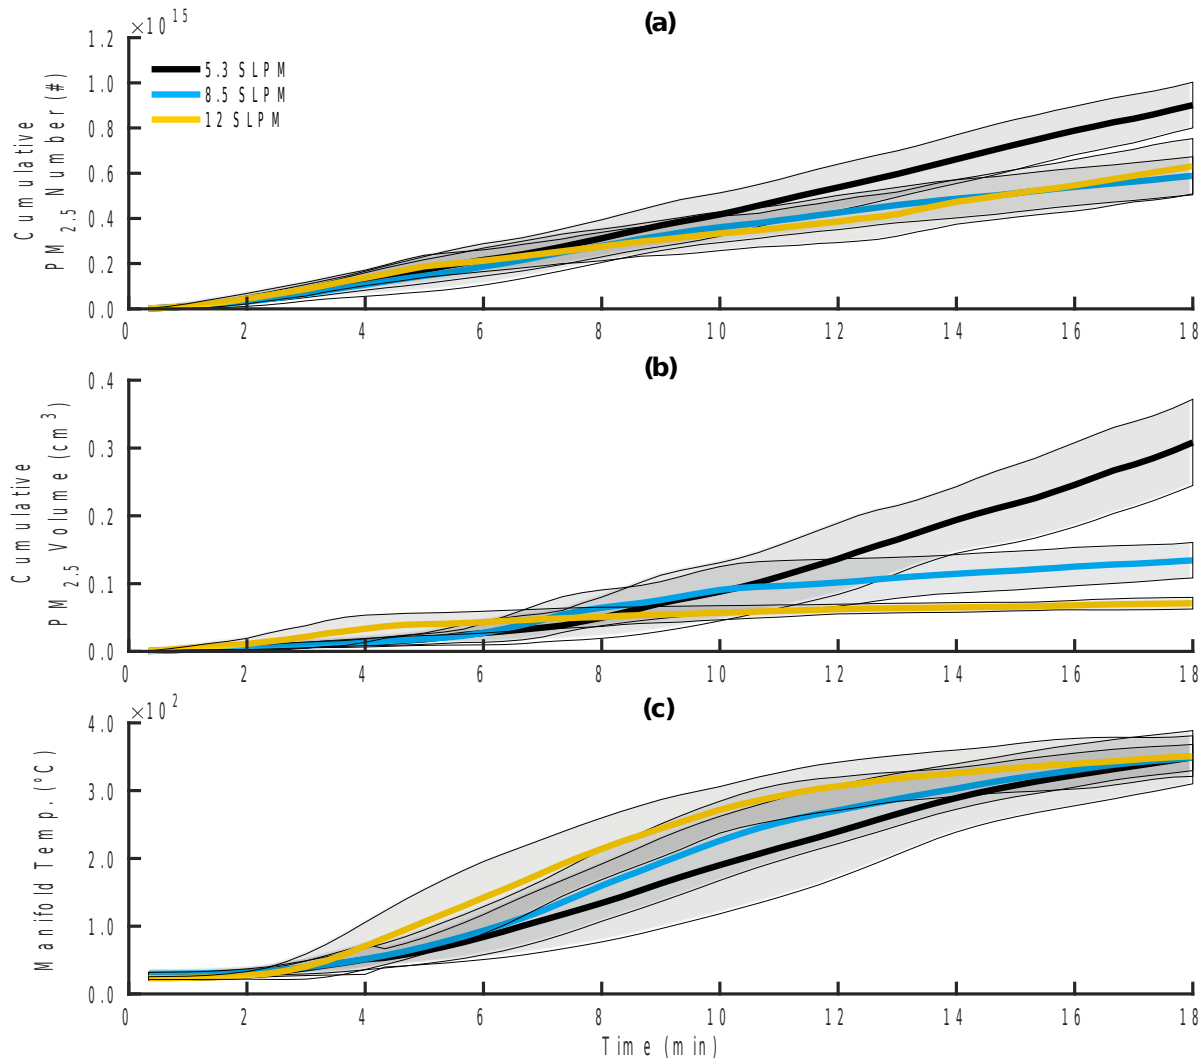 (a)
×10 15
Cumulative
PM 2.5 Number (#)
1.2
1.0
0.8
0.6
0.4
0.2
0.0
5.3 SLPM
8.5 SLPM
12 SLPM
0 2 4 6 8 10 12 14 16 18
(b)
Cumulative
PM 2.5 Volume (cm 3)
0.4
0.3
0.2
0.1
0.0
0 2 4 6 8 10 12 14 16 18
(c)
×10 2
Manifold Temp. (°C)
4.0
3.0
2.0
1.0
0.0
0 2 4 6 8 10 12 14 16 18
Time (min)